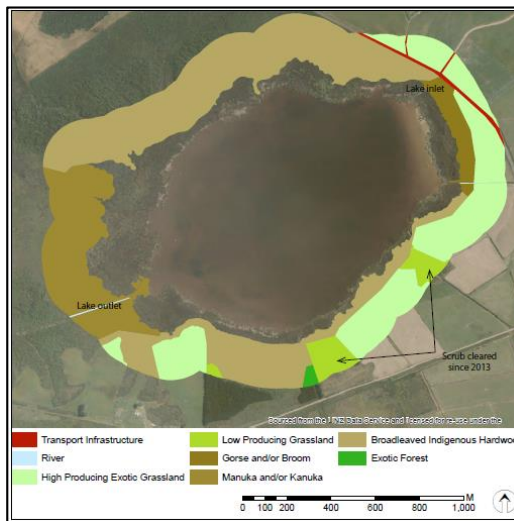 Lake inlet
Lake outlet
Scrub cleared
since 2013
Sourced from the LINZ Data Service and licensed for re-use under the
Transport Infrastructure
Low Producing Grassland
Broadleaved Indigenous Hardwo
River
Gorse and/or Broom
Exotic Forest
High Producing Exotic Grassland
Manuka and/or Kanuka
M
0 100 200 400 600 800 1,000